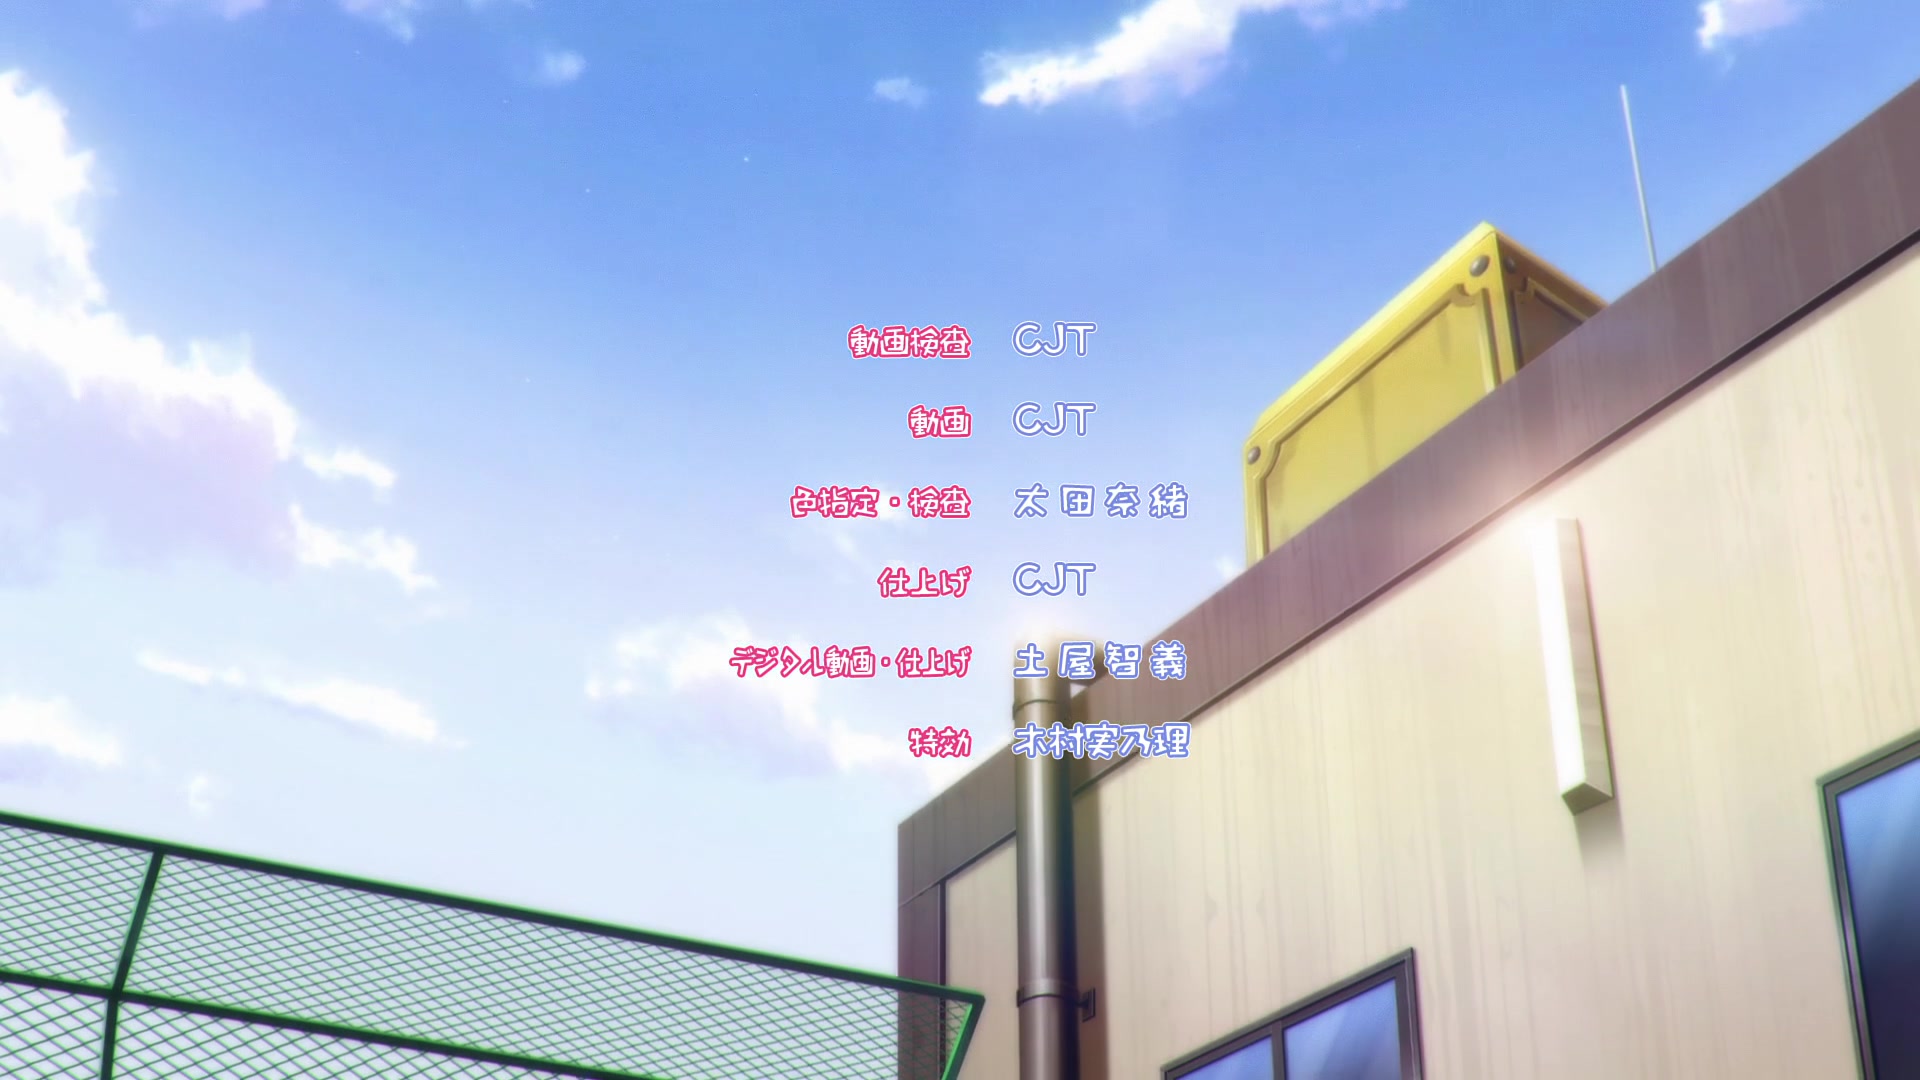 動画検査 CJT
動画 CJT
色指定・検査 太田奈緒
仕上げ CJT
デジタル動画・仕上げ 土屋智義
特効 木村実乃理